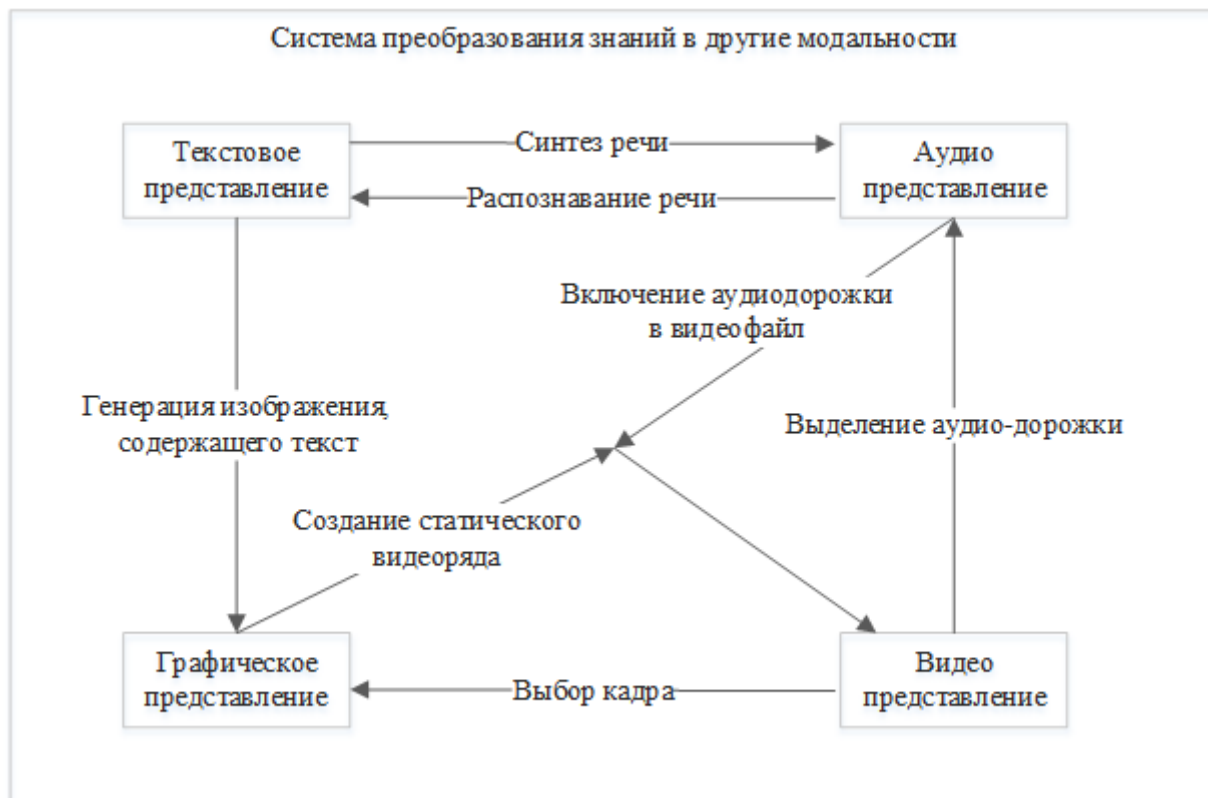 Система преобразования знаний в другие модальности
Текстовое
представление
Синтез речи
Аудио
представление
Распознавание речи
Включение аудиодорожки
в видеофайл
Генерация изображения,
содержащего текст
Выделение аудио-дорожки
Создание статического
видеоряда
Графическое
представление
Выбор кадра
Видео
представление